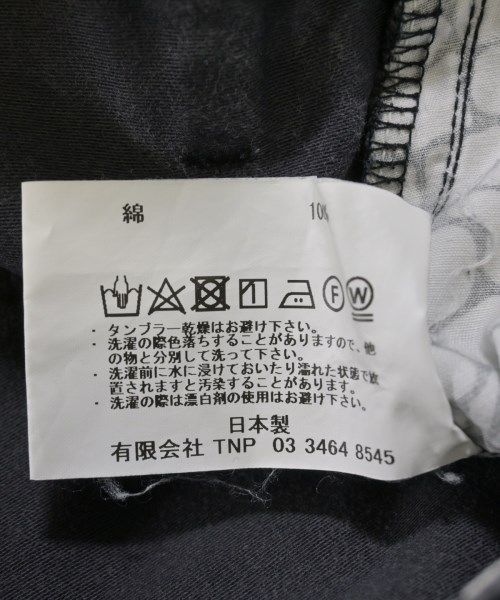 綿
F W
・タンブラー乾燥はお避け下さい。
・洗濯の際色落ちすることがありますので、他
の物と分別して洗って下さい。
・洗濯前に水に浸けておいたり濡れた状態で放
置されますと汚染することがあります。
・洗濯の際は漂白剤の使用はお避け下さい。
日本製
有限会社 TNP 03 3464 8545